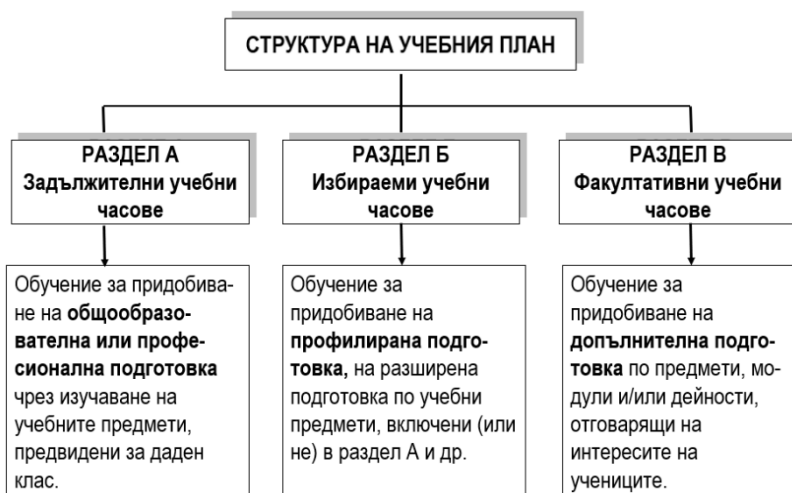 СТРУКТУРА НА УЧЕБНИЯ ПЛАН
РАЗДЕЛ А
Задължителни учебни
часове
РАЗДЕЛ Б
Избираеми учебни
часове
РАЗДЕЛ В
Факултативни учебни
часове
Обучение за придобива-
не на общообразо-
вателна или профе-
сионална подготовка
чрез изучаване на
учебните предмети,
предвидени за даден
клас.
Обучение за
придобиване на
профилирана подго-
товка, на разширена
подготовка по учебни
предмети, включени (или
не) в раздел А и др.
Обучение за
придобиване на
допълнителна подго-
товка по предмети, мо-
дули и/или дейности,
отговарящи на
интересите на
учениците.